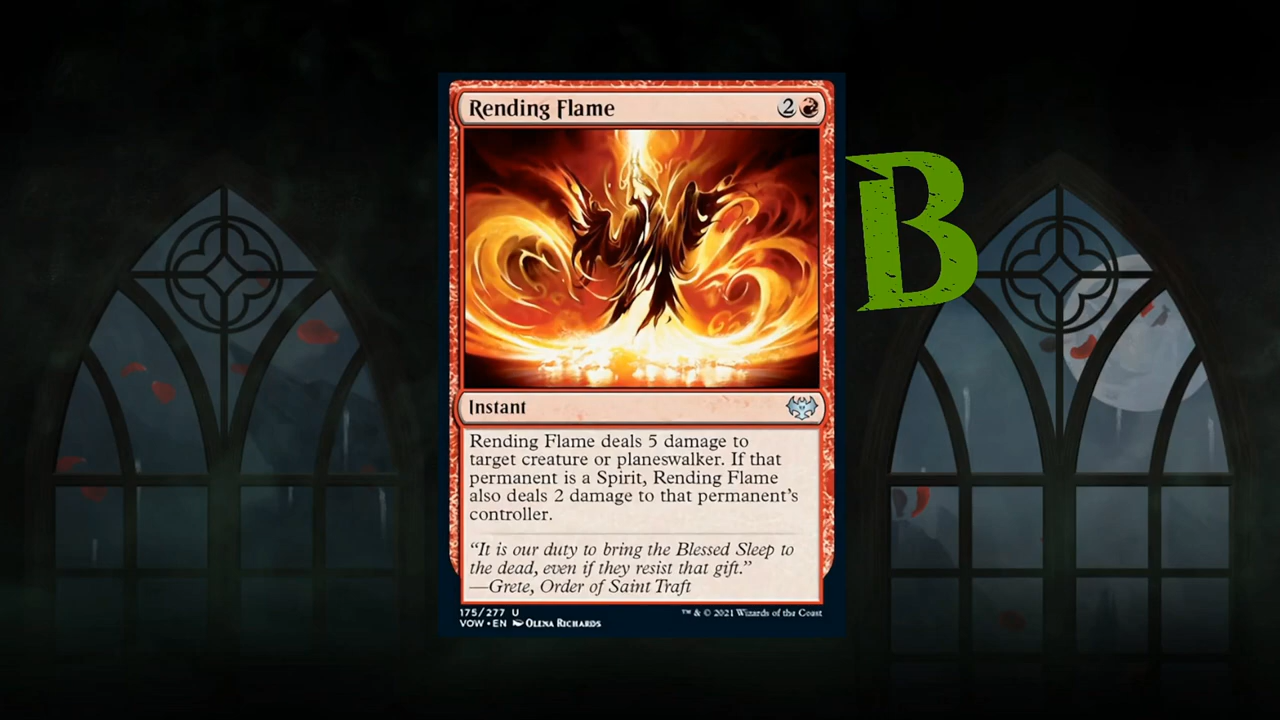 Rending Flame 2
B
Instant
Rending Flame deals 5 damage to
target creature or planeswalker. If that
permanent is a Spirit, Rending Flame
also deals 2 damage to that permanent's
controller.
"It is our duty to bring the Blessed Sleep to
the dead, even if they resist that gift."
—Grete, Order of Saint Traft
175/277 U ™ & © 2021 Wizards of the Coast
VOW • EN Olena Richards